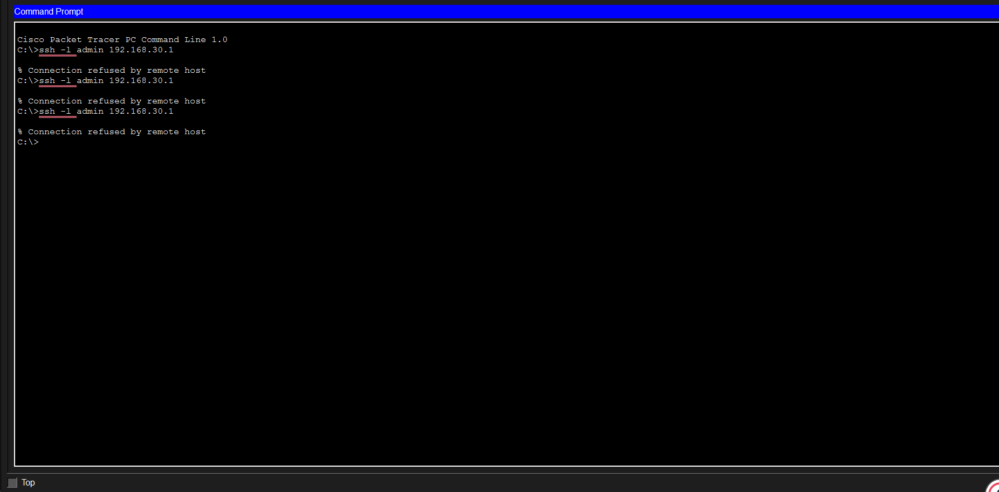 Command Prompt
Cisco Packet Tracer PC Command Line 1.0
C:\>ssh -l admin 192.168.30.1
% Connection refused by remote host
C:\>ssh -l admin 192.168.30.1
% Connection refused by remote host
C:\>ssh -l admin 192.168.30.1
% Connection refused by remote host
C:\>
Top